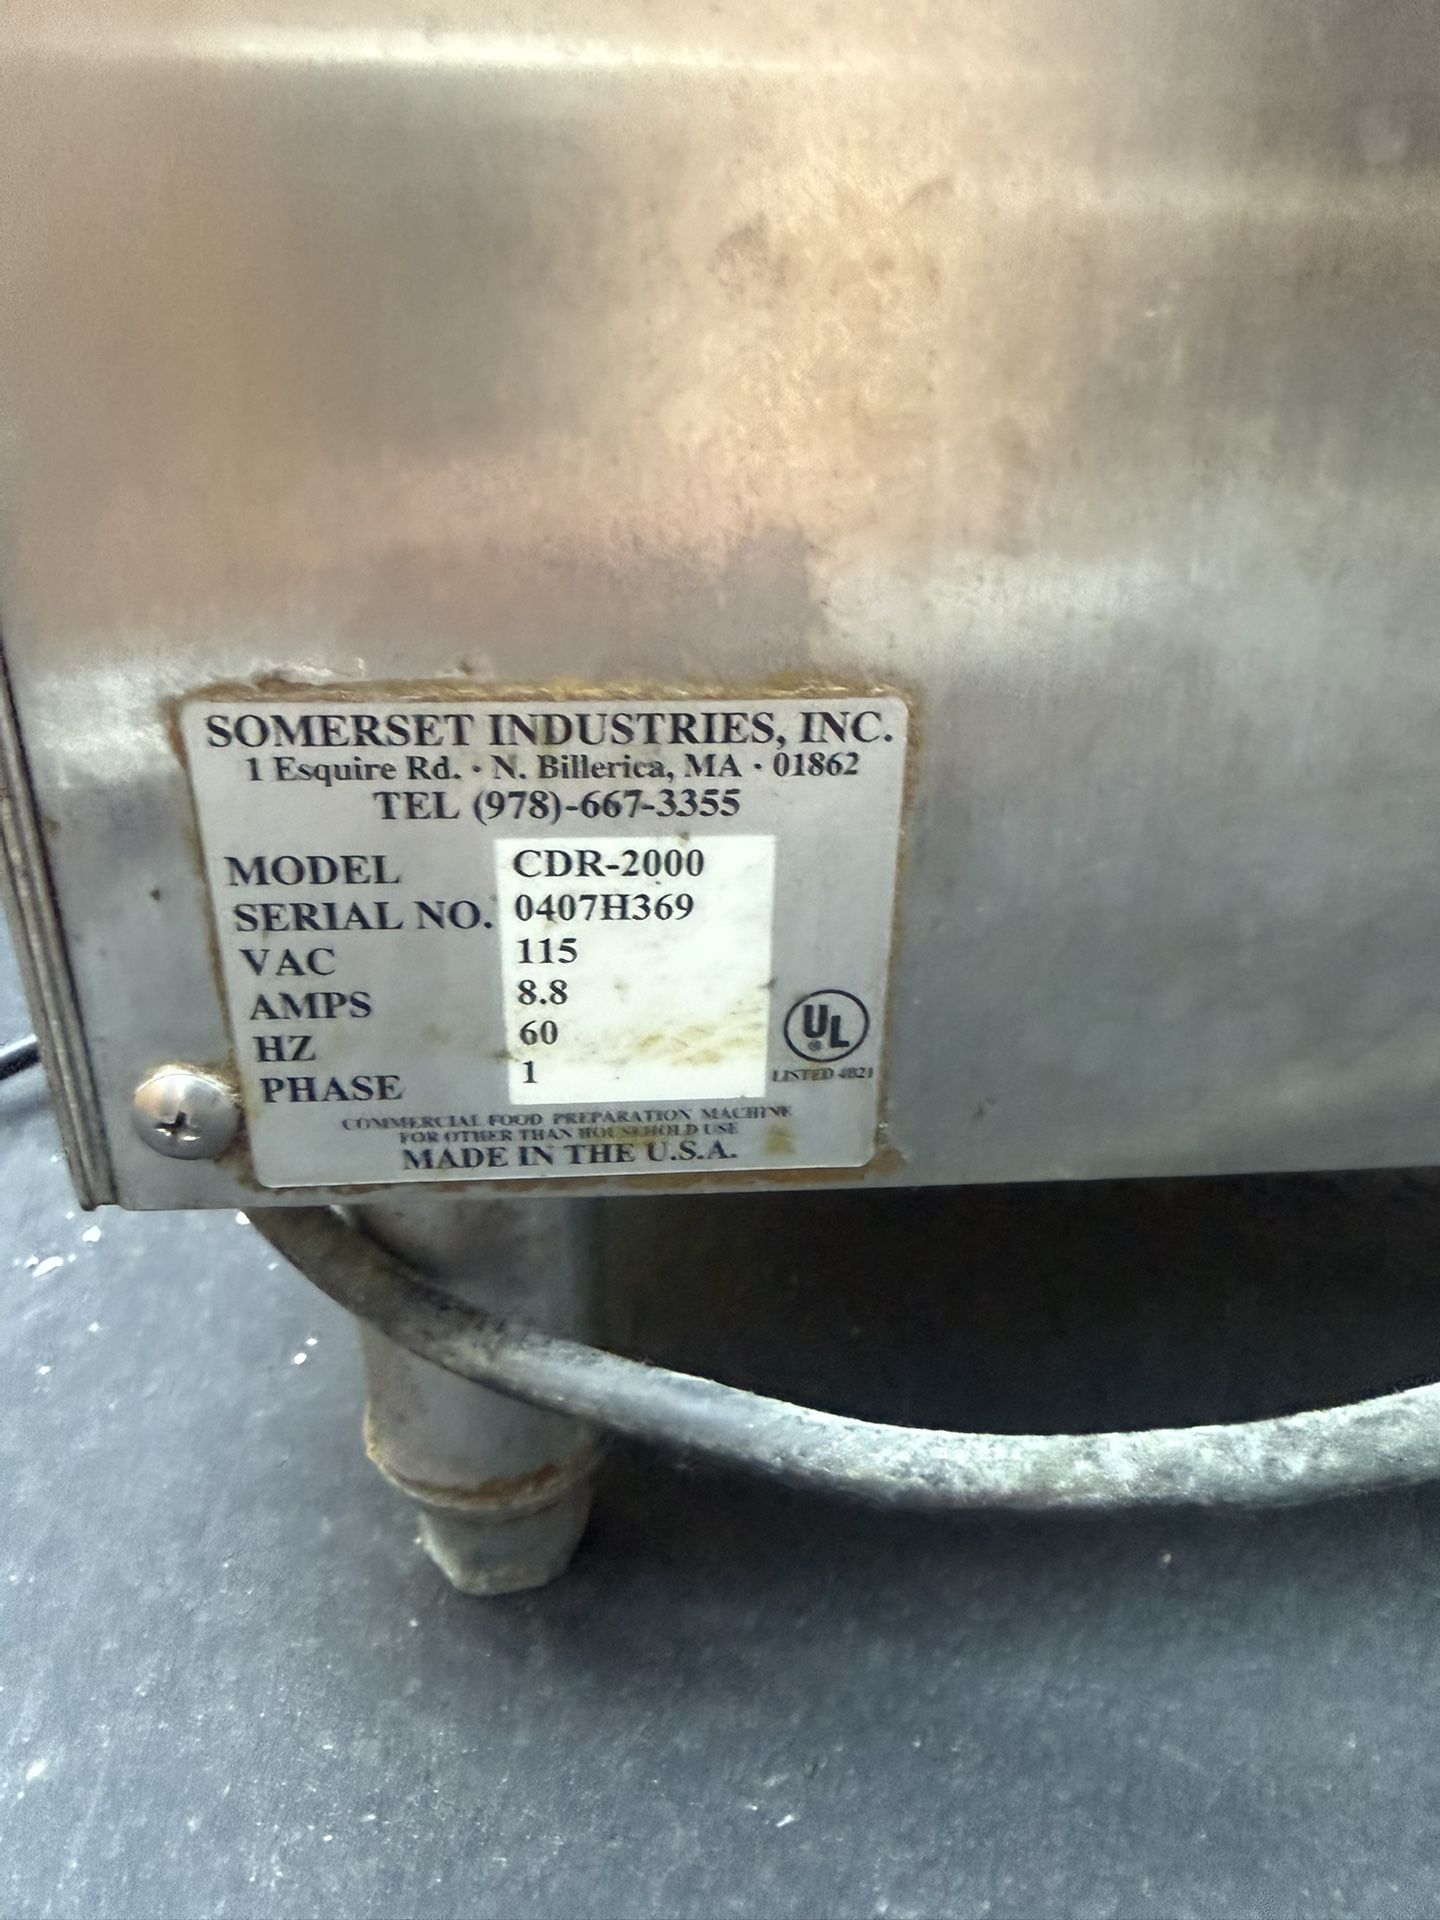 SOMERSET INDUSTRIES, INC.
1 Esquire Rd. • N. Billerica, MA • 01862
TEL (978)-667-3355
MODEL CDR-2000
SERIAL NO. 0407H369
VAC 115
AMPS 8.8
HZ 60
PHASE 1
UL
®
LISTED 4B21
COMMERCIAL FOOD PREPARATION MACHINE
FOR OTHER THAN HOUSEHOLD USE
MADE IN THE U.S.A.